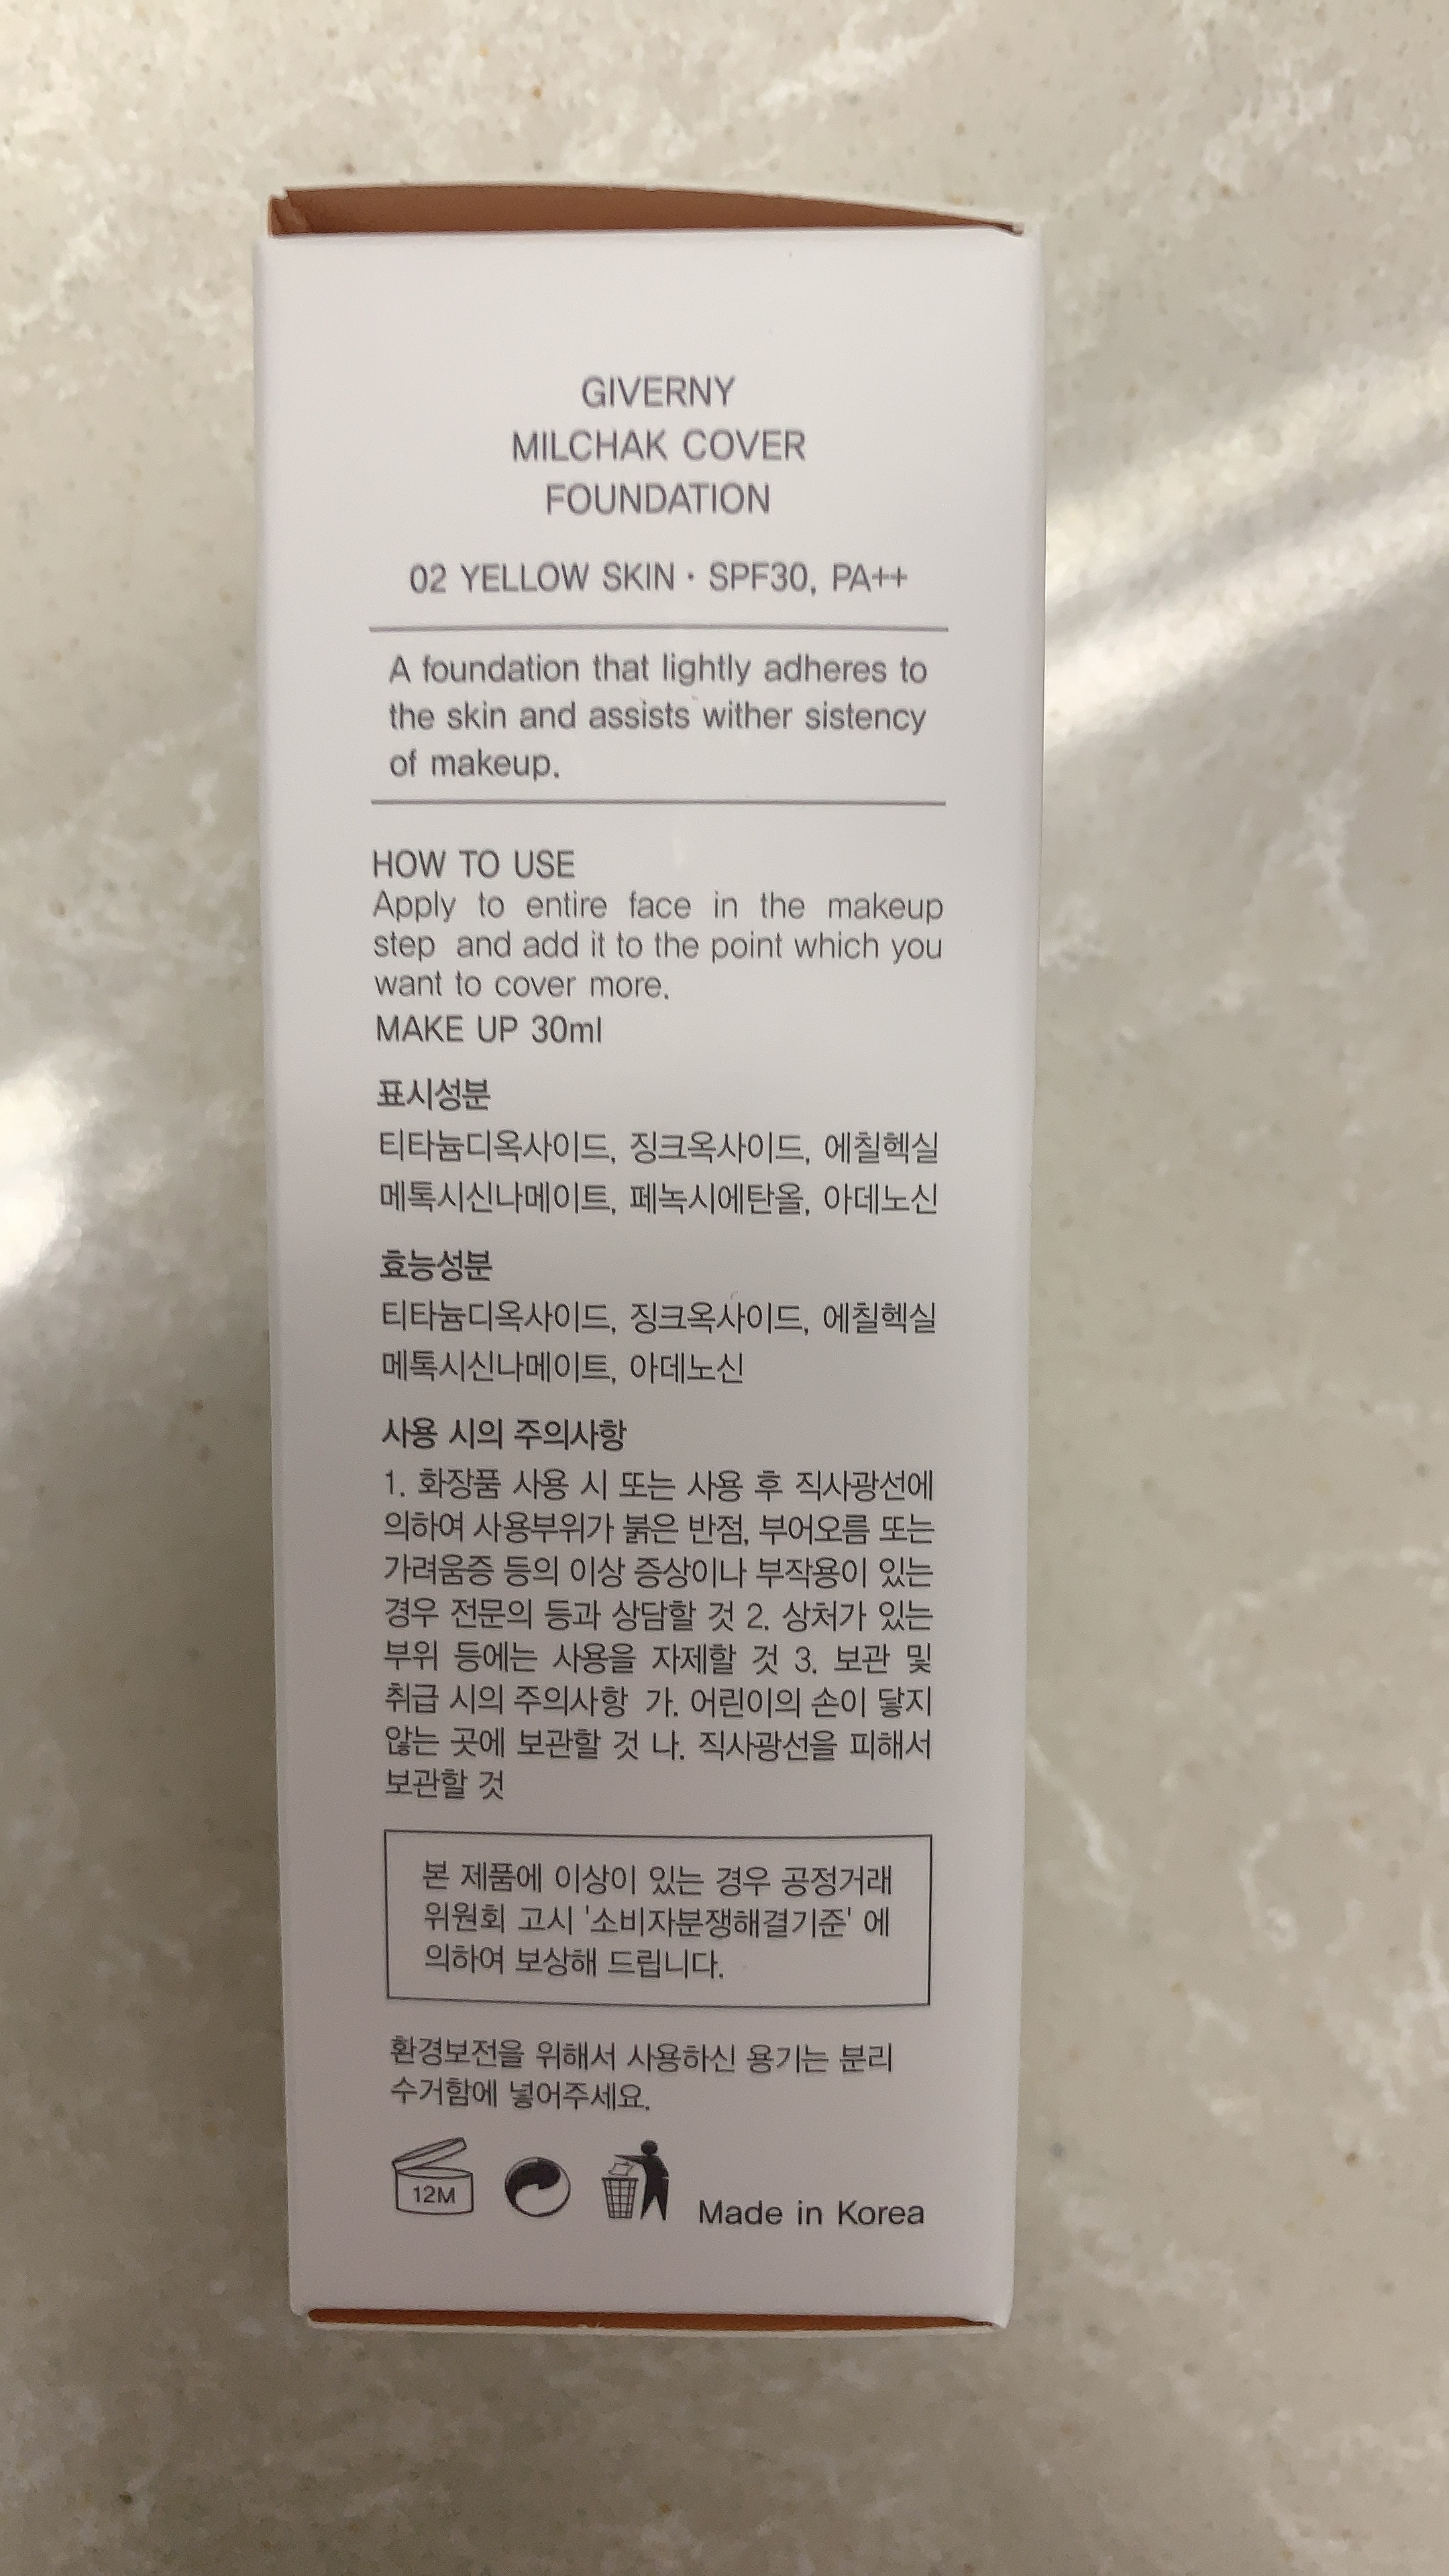 GIVERNY
MILCHAK COVER
FOUNDATION
02 YELLOW SKIN · SPF30, PA++
A foundation that lightly adheres to
the skin and assists wither sistency
of makeup.
HOW TO USE
Apply to entire face in the makeup
step and add it to the point which you
want to cover more.
MAKE UP 30ml
표시성분
티타늄디옥사이드, 징크옥사이드, 에칠헥실
메톡시신나메이트, 페녹시에탄올, 아데노신
효능성분
티타늄디옥사이드, 징크옥사이드, 에칠헥실
메톡시신나메이트, 아데노신
사용 시의 주의사항
1. 화장품 사용 시 또는 사용 후 직사광선에
의하여 사용부위가 붉은 반점, 부어오름 또는
가려움증 등의 이상 증상이나 부작용이 있는
경우 전문의 등과 상담할 것 2. 상처가 있는
부위 등에는 사용을 자제할 것 3. 보관 및
취급 시의 주의사항 가. 어린이의 손이 닿지
않는 곳에 보관할 것 나. 직사광선을 피해서
보관할 것
본 제품에 이상이 있는 경우 공정거래
위원회 고시 '소비자분쟁해결기준' 에
의하여 보상해 드립니다.
환경보전을 위해서 사용하신 용기는 분리
수거함에 넣어주세요.
12M
Made in Korea